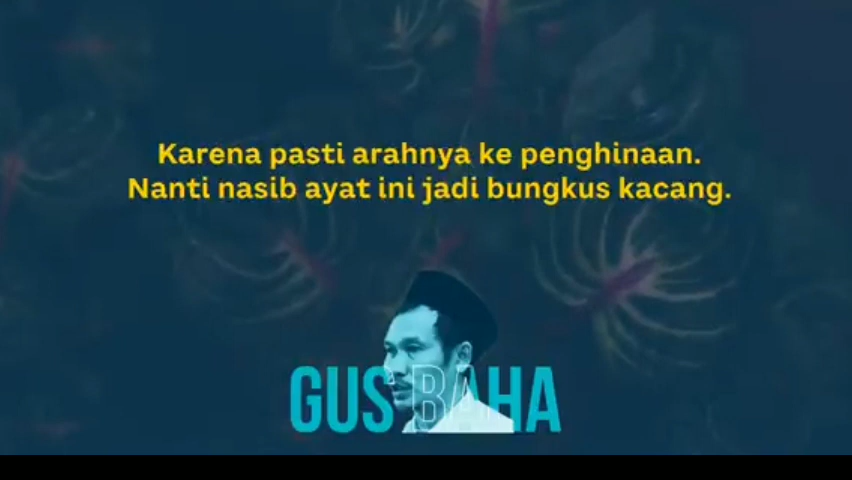 Karena pasti arahnya ke penghinaan.
Nanti nasib ayat ini jadi bungkus kacang.
GUS BAHA